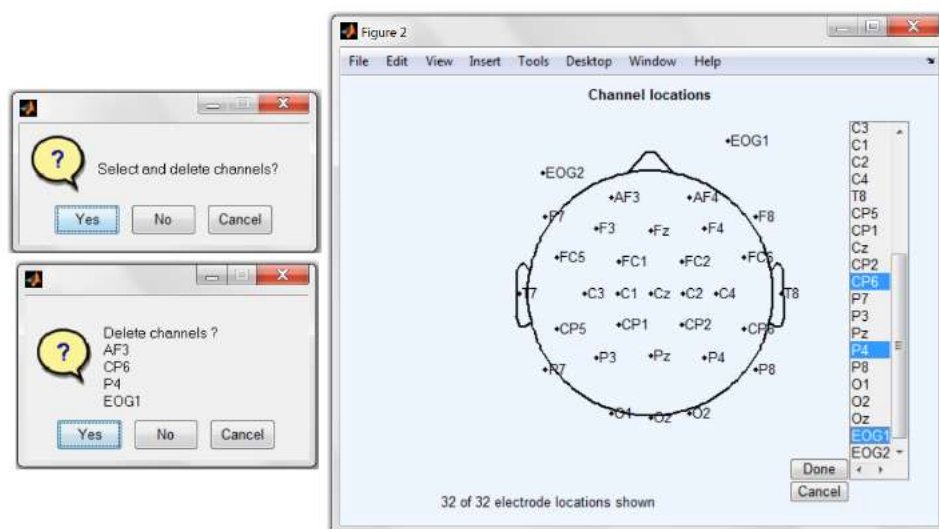 Select and delete channels?
Yes
No
Cancel
Delete channels ?
AF3
CP6
P4
EOG1
Yes
No
Cancel
Figure 2
File Edit View Insert Tools Desktop Window Help
Channel locations
EOG1
EOG2
AF3 AF4
F7 F8
F3 Fz F4
FC5 FC1 FC2 FC6
T7 C3 C1 Cz C2 C4 T8
CP5 CP1 CP2 CP6
P7 P3 Pz P4 P8
O1 Oz O2
32 of 32 electrode locations shown
C3
C1
C2
C4
T8
CP5
CP1
Cz
CP2
CP6
P7
P3
Pz
P4
P8
O1
O2
Oz
EOG1
EOG2
Done
Cancel